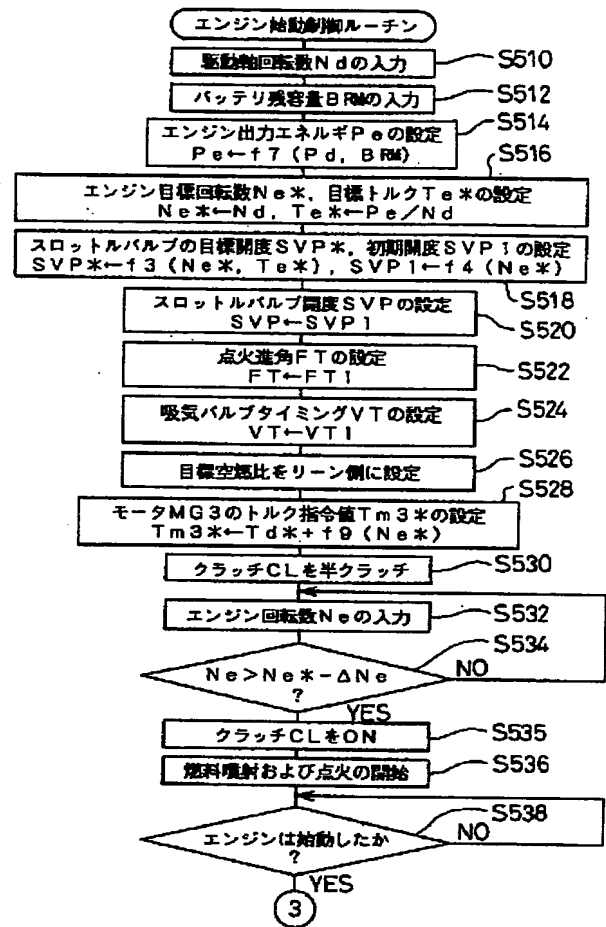 エンジン始動制御ルーチン
駆動軸回転数Ndの入力
S510
バッテリ残容量BRMの入力
S512
エンジン出力エネルギPeの設定
Pe←f7(Pd, BRM)
S514
エンジン目標回転数Ne*, 目標トルクTe*の設定
Ne*←Nd, Te*←Pe/Nd
S516
スロットルバルブの目標開度SVP*, 初期開度SVP1の設定
SVP*←f3(Ne*, Te*), SVP1←f4(Ne*)
S518
スロットルバルブ開度SVPの設定
SVP←SVP1
S520
点火進角FTの設定
FT←FT1
S522
吸気バルブタイミングVTの設定
VT←VT1
S524
目標空燃比をリーン側に設定
S526
モータMG3のトルク指令値Tm3*の設定
Tm3*←Td*+f9(Ne*)
S528
クラッチCLを半クラッチ
S530
エンジン回転数Neの入力
S532
Ne>Ne*-ΔNe
?
S534
NO
YES
クラッチCLをON
S535
燃料噴射および点火の開始
S536
エンジンは始動したか
?
S538
NO
YES
3